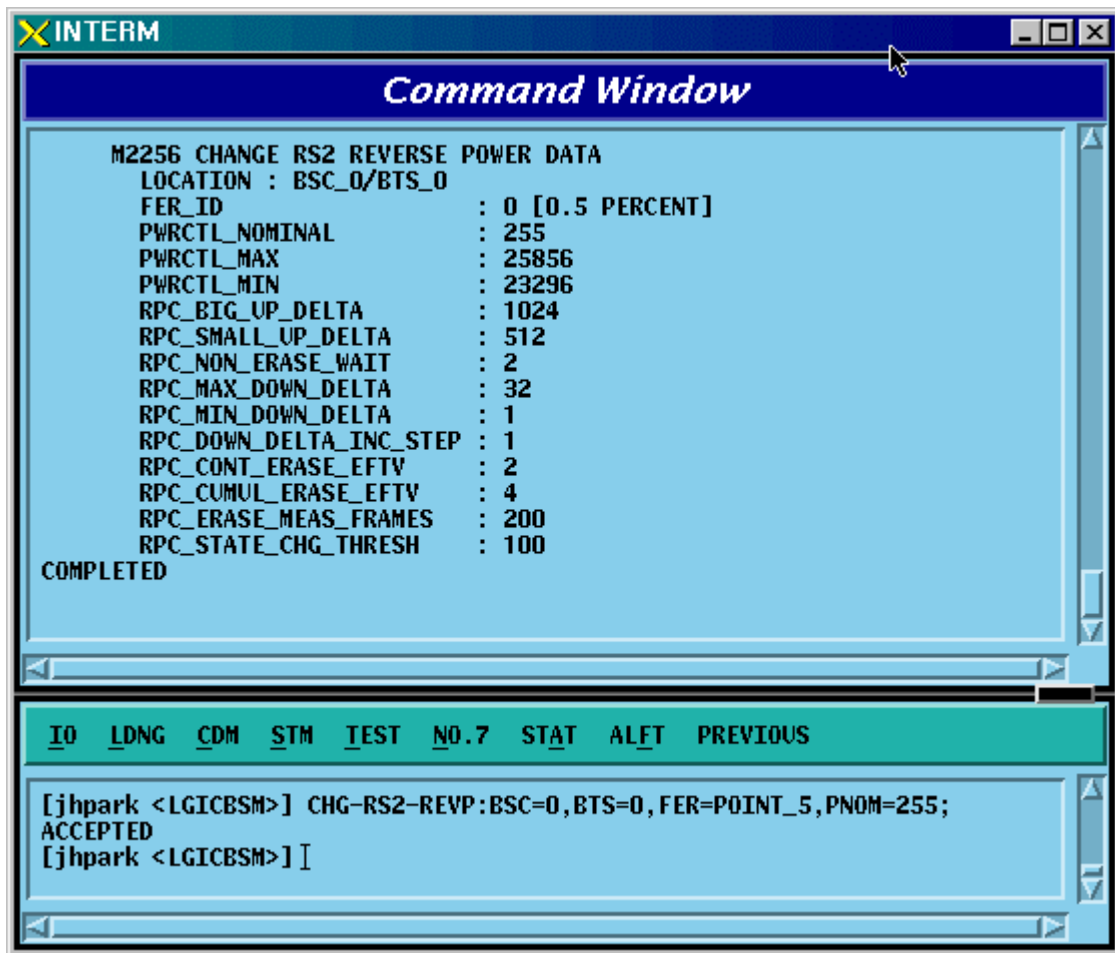 INTERM
Command Window
M2256 CHANGE RS2 REVERSE POWER DATA
LOCATION : BSC_0/BTS_0
FER_ID : 0 [0.5 PERCENT]
PWRCTL_NOMINAL : 255
PWRCTL_MAX : 25856
PWRCTL_MIN : 23296
RPC_BIG_UP_DELTA : 1024
RPC_SMALL_UP_DELTA : 512
RPC_NON_ERASE_WAIT : 2
RPC_MAX_DOWN_DELTA : 32
RPC_MIN_DOWN_DELTA : 1
RPC_DOWN_DELTA_INC_STEP : 1
RPC_CONT_ERASE_EFTV : 2
RPC_CUMUL_ERASE_EFTV : 4
RPC_ERASE_MEAS_FRAMES : 200
RPC_STATE_CHG_THRESH : 100
COMPLETED
IO LDNG CDM STM TEST NO.7 STAT ALFT PREVIOUS
[jhpark <LGICBSM>] CHG-RS2-REVP:BSC=0,BTS=0,FER=POINT_5,PNOM=255;
ACCEPTED
[jhpark <LGICBSM>]